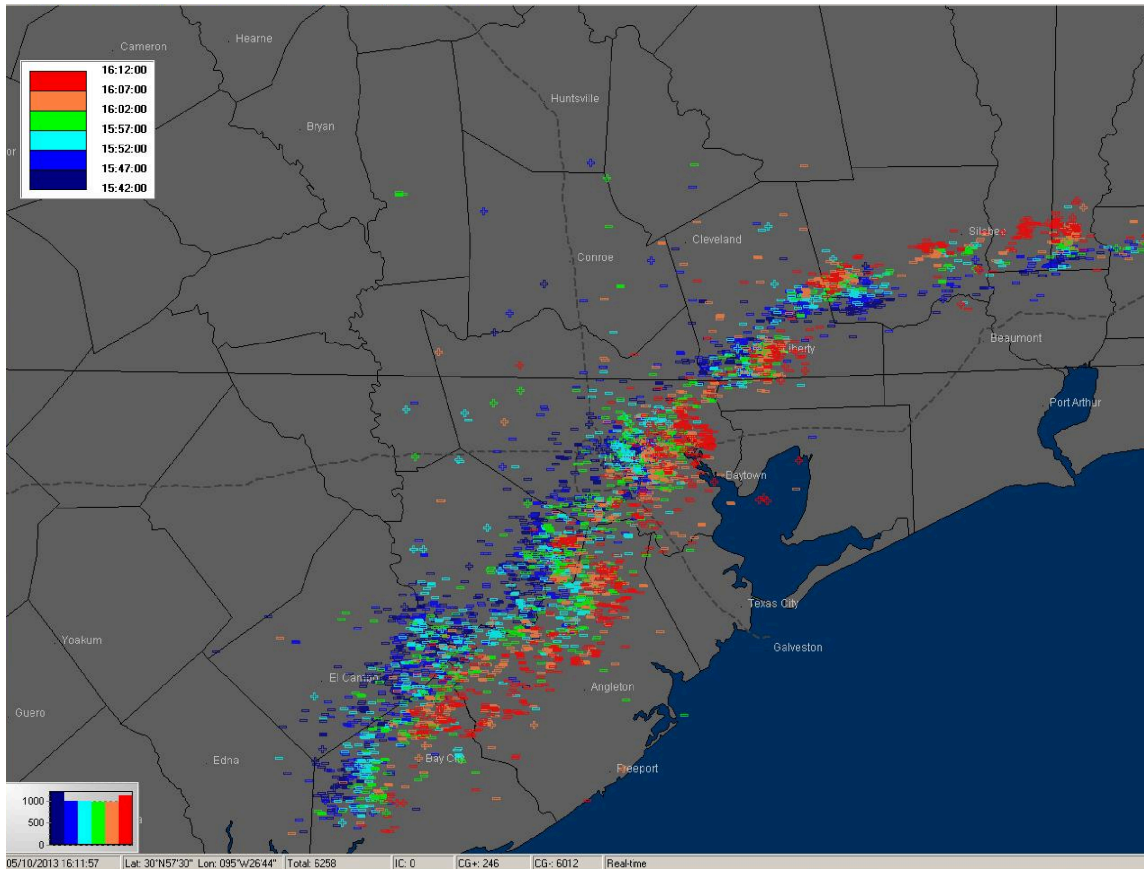 Cameron
Hearne
16:12:00
16:07:00
16:02:00
15:57:00
15:52:00
15:47:00
15:42:00
Huntsville
Bryan
or
Silsbee
Cleveland
Conroe
Beaumont
Liberty
Port Arthur
Baytown
Texas City
Yoakum
Galveston
El Campo
Angleton
Cuero
Edna
Bay City
Freeport
1000
500
0
a
05/10/2013 16:11:57 Lat: 30°N57'30" Lon: 095°W26'44" Total: 6258 IC: 0 CG+: 246 CG-: 6012 Real-time